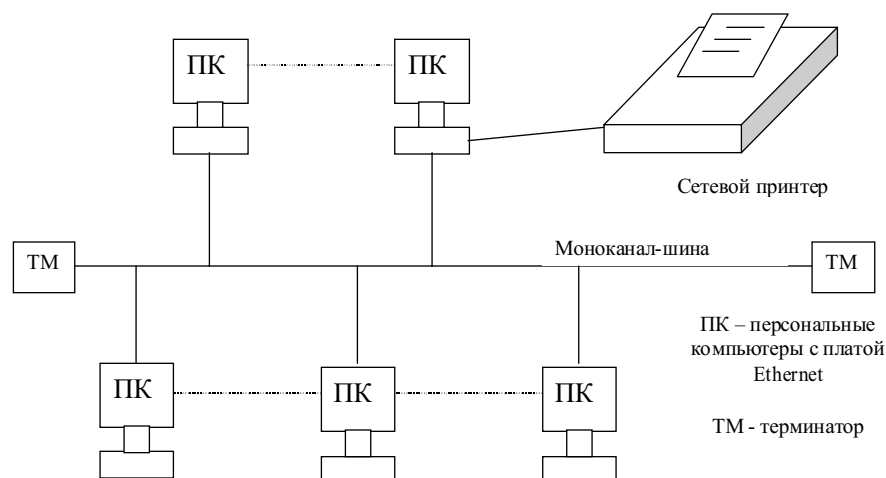 ПК
ПК
Сетевой принтер
ТМ
Моноканал-шина
ТМ
ПК – персональные
компьютеры с платой
Ethernet
ПК
ПК
ПК
ТМ - терминатор